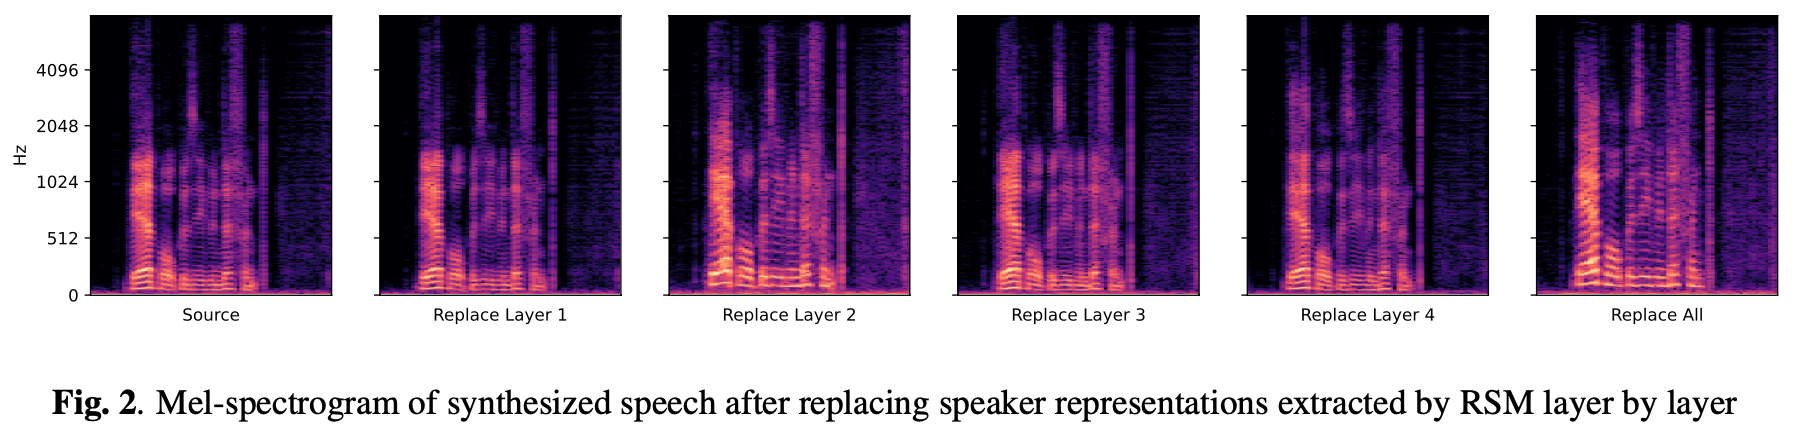 4096
2048
Hz
1024
512
0
Source
Replace Layer 1
Replace Layer 2
Replace Layer 3
Replace Layer 4
Replace All
Fig. 2. Mel-spectrogram of synthesized speech after replacing speaker representations extracted by RSM layer by layer